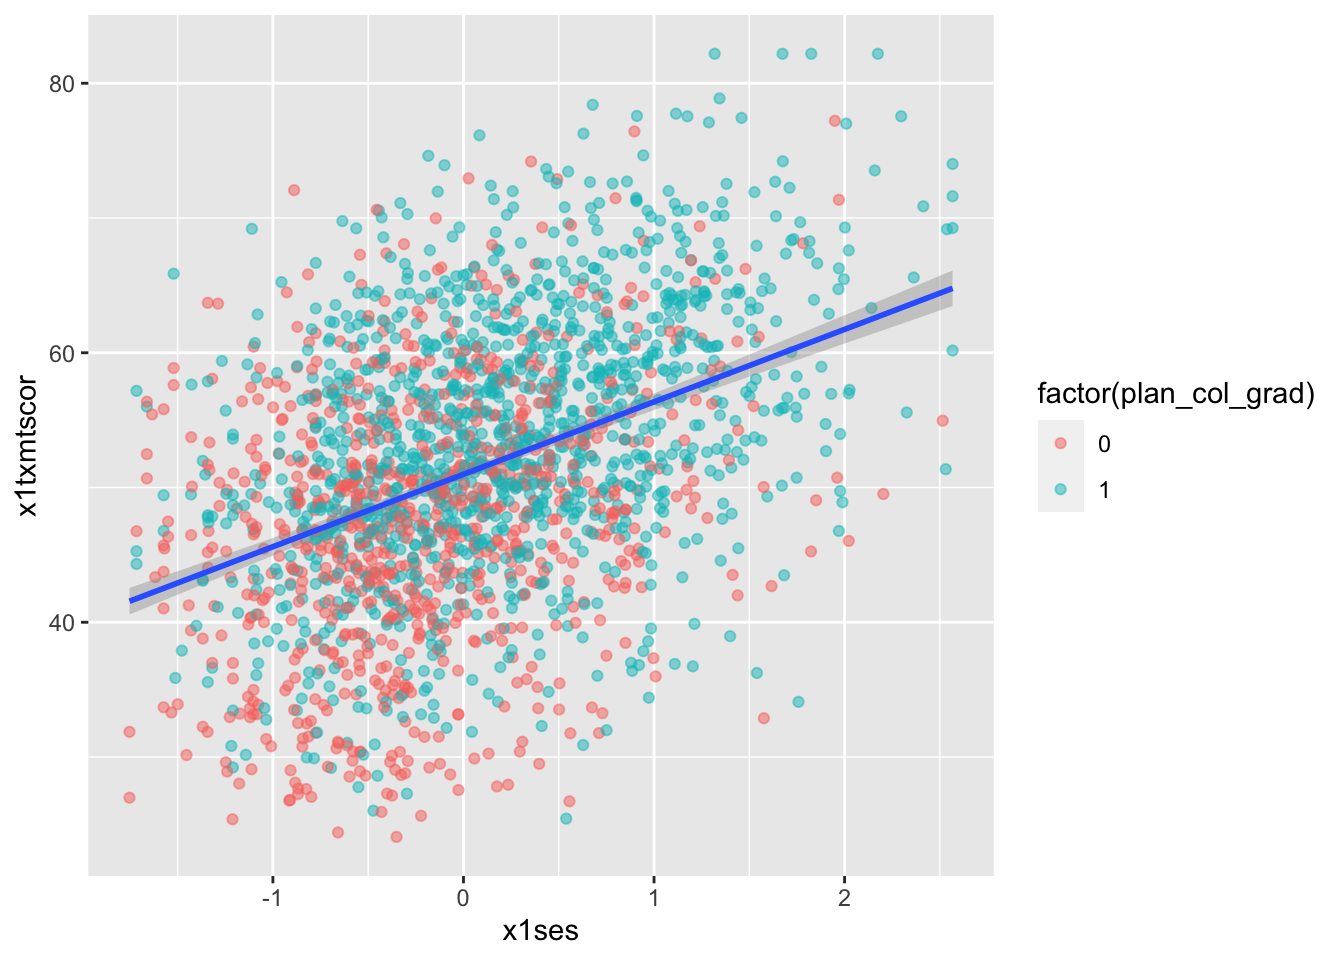 80
60
40
x1txmtscor
-1 0 1 2
x1ses
factor(plan_col_grad)
0
1